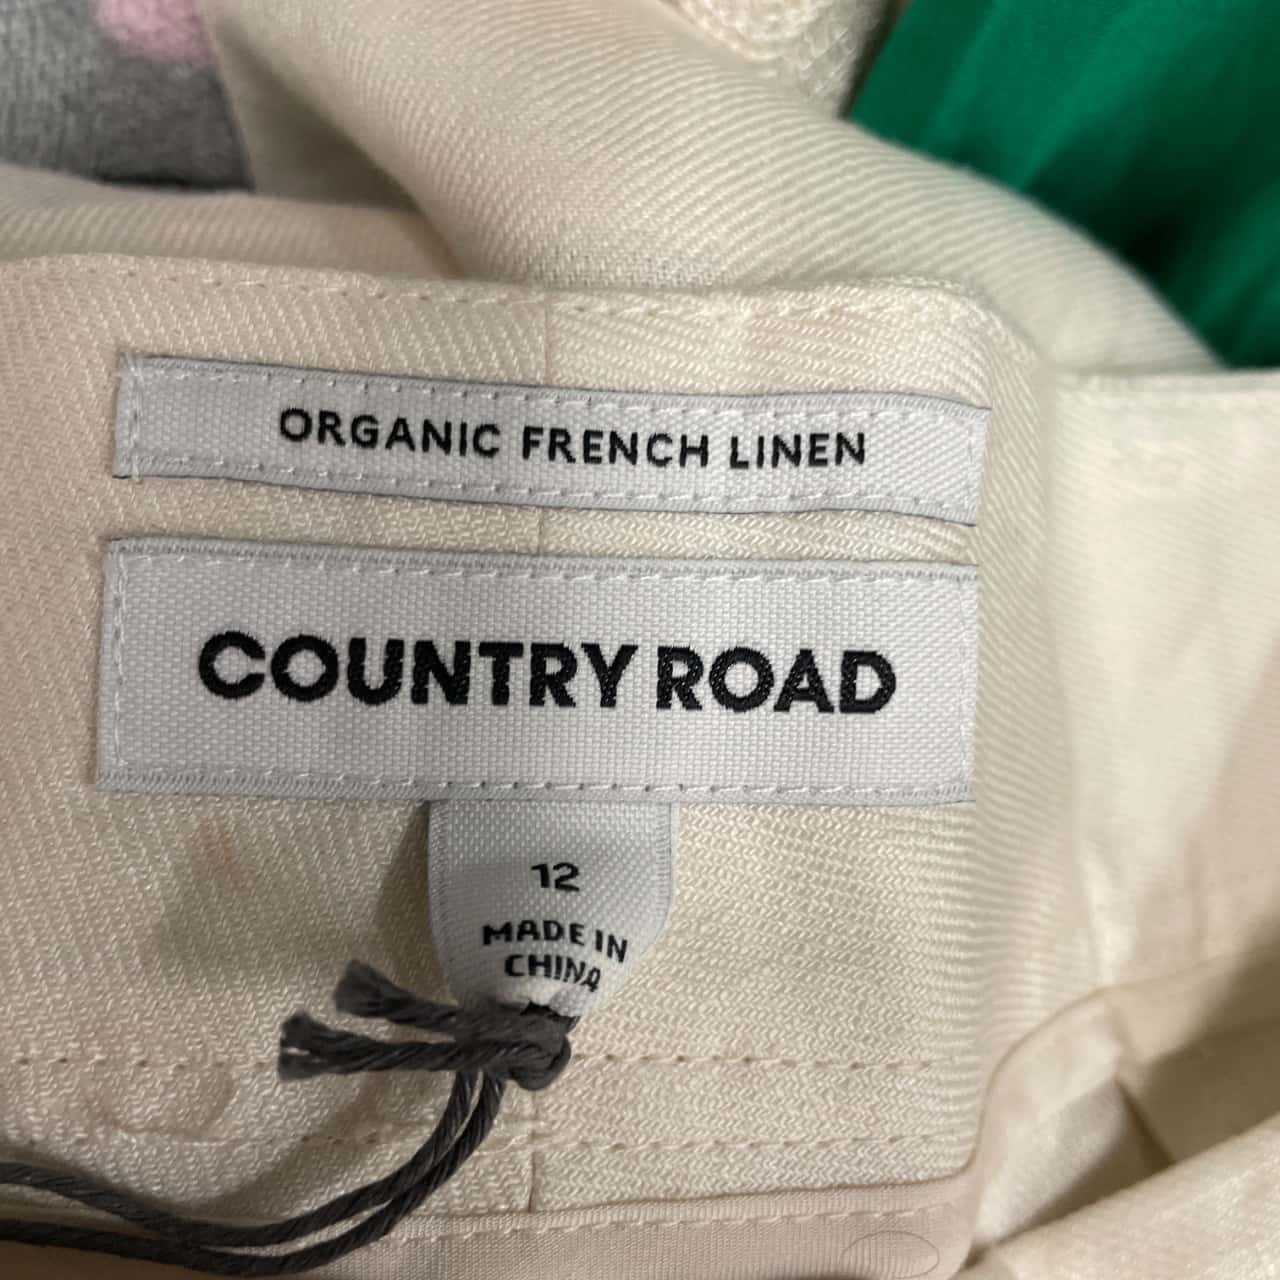 ORGANIC FRENCH LINEN
COUNTRY ROAD
12
MADE IN
CHINA